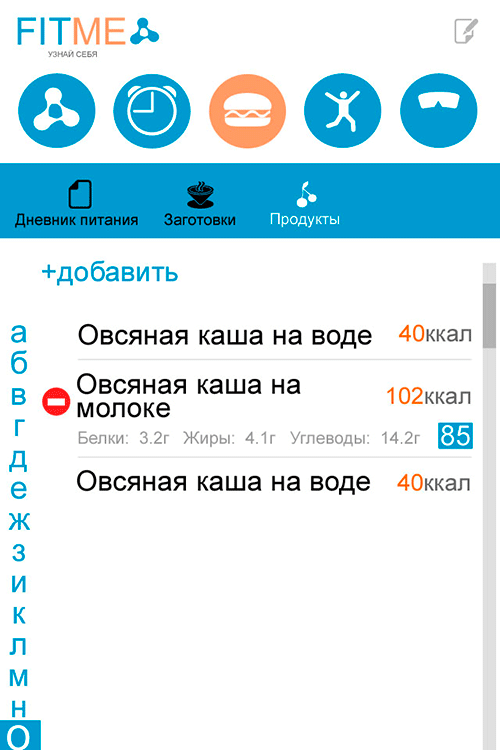 FITME
УЗНАЙ СЕБЯ
Дневник питания Заготовки Продукты
+добавить
Овсяная каша на воде 40ккал
Овсяная каша на
молоке 102ккал
Белки: 3.2г Жиры: 4.1г Углеводы: 14.2г 85
Овсяная каша на воде 40ккал
а
б
в
г
д
е
ж
з
и
к
л
м
н
О